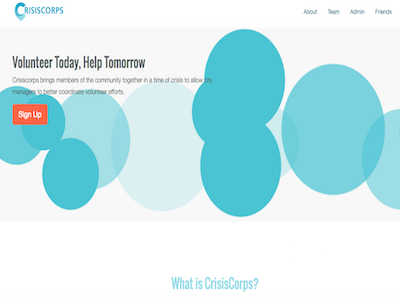 CRISISCORPS
About Team Admin Friends
Volunteer Today, Help Tomorrow
Crisiscorps brings members of the community together in a time of crisis to allow city
managers to better coordinate volunteer efforts.
Sign Up
What is CrisisCorps?